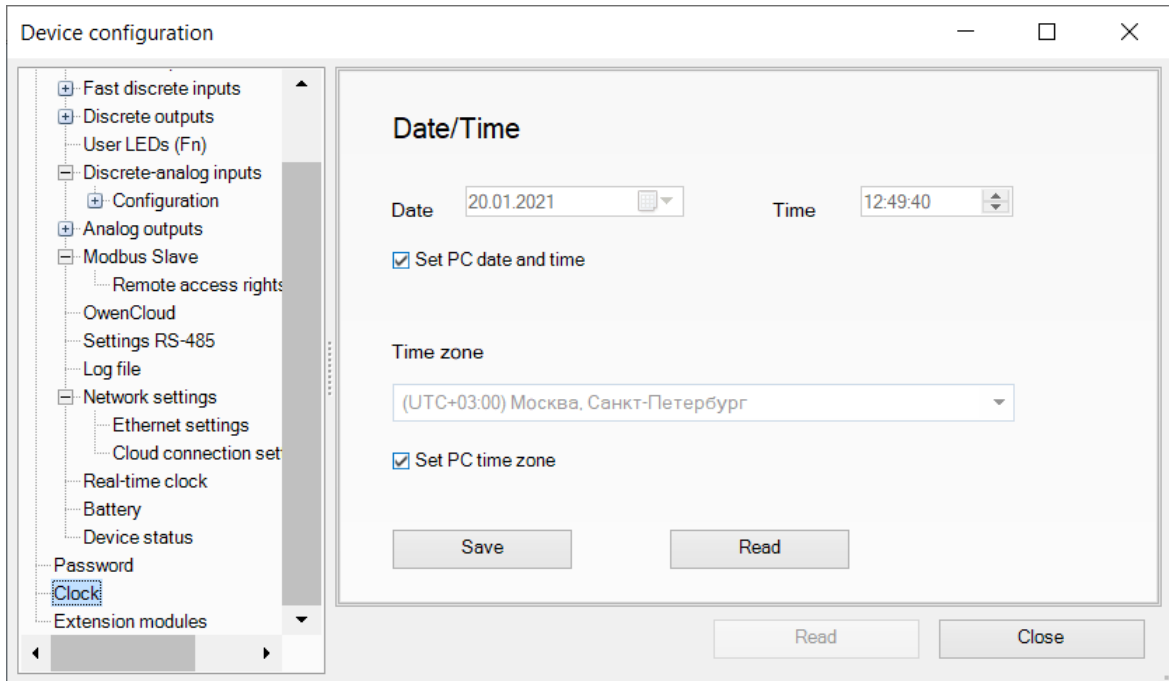 Device configuration
Fast discrete inputs
Discrete outputs
User LEDs (Fn)
Discrete-analog inputs
Configuration
Analog outputs
Modbus Slave
Remote access rights
OwenCloud
Settings RS-485
Log file
Network settings
Ethernet settings
Cloud connection set
Real-time clock
Battery
Device status
Password
Clock
Extension modules
Date/Time
Date 20.01.2021 Time 12:49:40
Set PC date and time
Time zone
(UTC+03:00) Москва, Санкт-Петербург
Set PC time zone
Save Read
Read Close